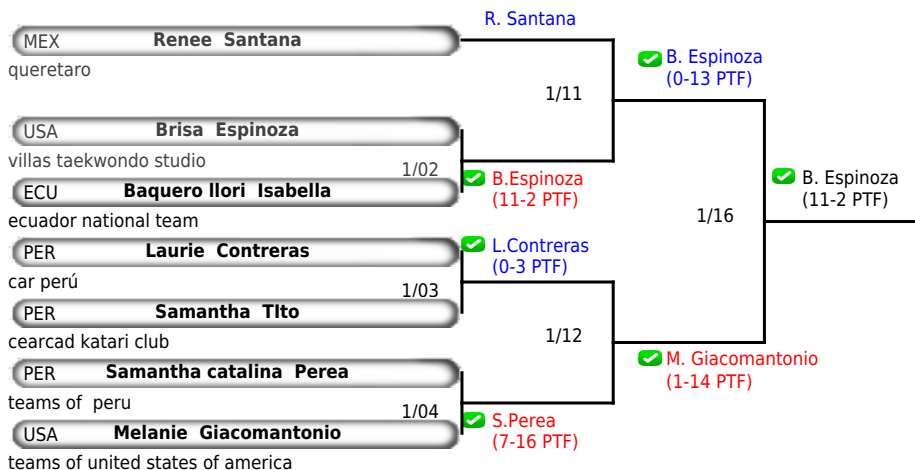 R. Santana
MEX Renee Santana
queretaro
B. Espinoza
(0-13 PTF)
1/11
USA Brisa Espinoza
villas taekwondo studio
1/02
B.Espinoza
(11-2 PTF)
ECU Baquero llori Isabella
ecuador national team
B. Espinoza
(11-2 PTF)
1/16
PER Laurie Contreras
car perú
L.Contreras
(0-3 PTF)
1/03
PER Samantha TIto
cearcad katari club
1/12
PER Samantha catalina Perea
teams of peru
M. Giacomantonio
(1-14 PTF)
1/04
S.Perea
(7-16 PTF)
USA Melanie Giacomantonio
teams of united states of america